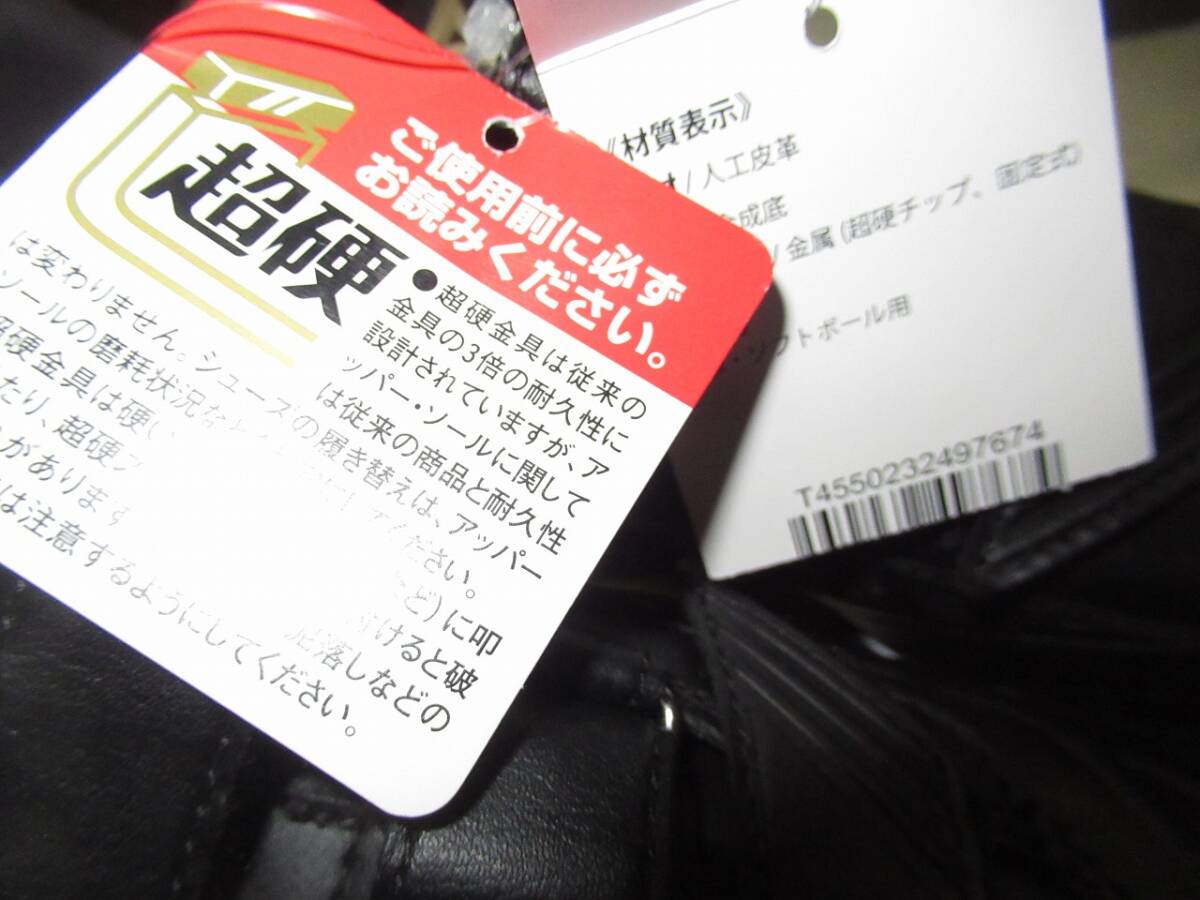 ご使用前に必ず
お読みください。
超硬
●超硬金具は従来の
金具の3倍の耐久性に
設計されていますが、ア
ッパー・ソールに関して
は従来の商品と耐久性
は変わりません。シューズの履き替えは、アッパー
ソールの磨耗状況など ください。
超硬金具は硬い ど)に叩
たり、超硬 付けると破
があります 脱落しなどの
は注意するようにしてください。
《材質表示》
材/人工皮革
合成底
/金属(超硬チップ、固定式)
ソフトボール用
T4550232497674